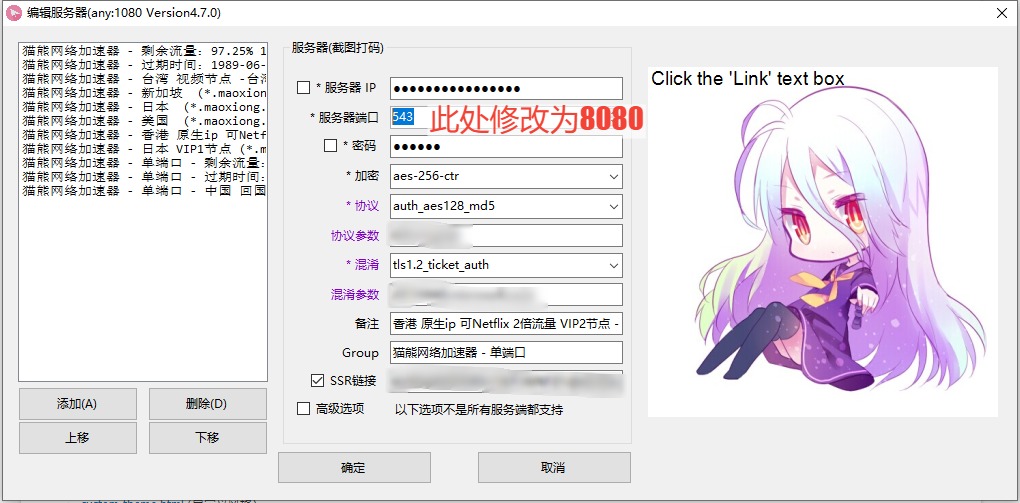 编辑服务器(any:1080 Version4.7.0)
猫熊网络加速器 - 剩余流量: 97.25% 1
猫熊网络加速器 - 过期时间: 1989-06-
猫熊网络加速器 - 台湾 视频节点 -台湾
猫熊网络加速器 - 新加坡 (*.maoxion
猫熊网络加速器 - 日本 (*.maoxiong.
猫熊网络加速器 - 美国 (*.maoxiong.
猫熊网络加速器 - 香港 原生ip 可Netf
猫熊网络加速器 - 日本 VIP1节点 (*.m
猫熊网络加速器 - 单端口 - 剩余流量:
猫熊网络加速器 - 单端口 - 过期时间:
猫熊网络加速器 - 单端口 - 中国 回国
添加(A)
删除(D)
上移
下移
服务器(截图打码)
* 服务器 IP
●●●●●●●●●●●●●●●●
* 服务器端口
543
此处修改为8080
* 密码
●●●●●●
* 加密
aes-256-ctr
* 协议
auth_aes128_md5
协议参数
* 混淆
tls1.2_ticket_auth
混淆参数
备注
香港 原生ip 可Netflix 2倍流量 VIP2节点 -
Group
猫熊网络加速器 - 单端口
SSR链接
高级选项
以下选项不是所有服务端都支持
确定
取消
Click the 'Link' text box